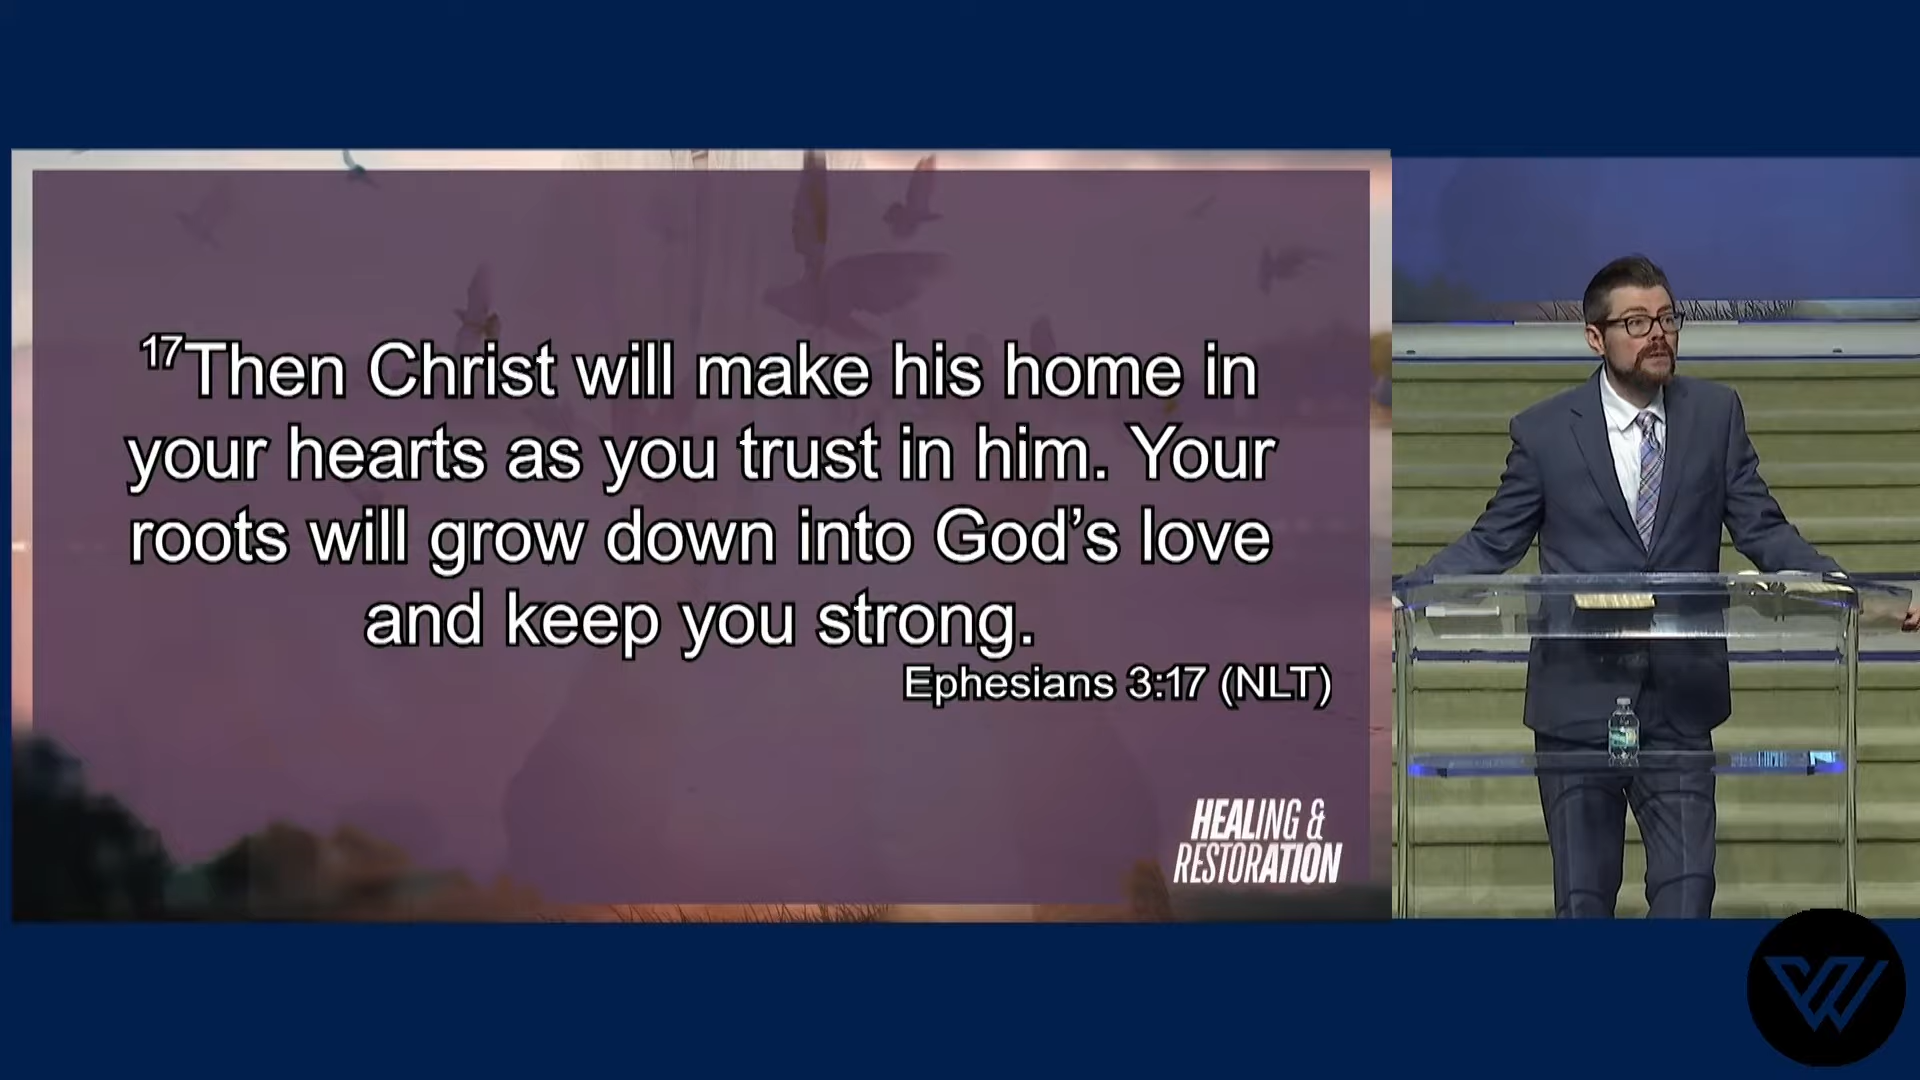 17Then Christ will make his home in
your hearts as you trust in him. Your
roots will grow down into God’s love
and keep you strong.
Ephesians 3:17 (NLT)
HEALING &
RESTORATION